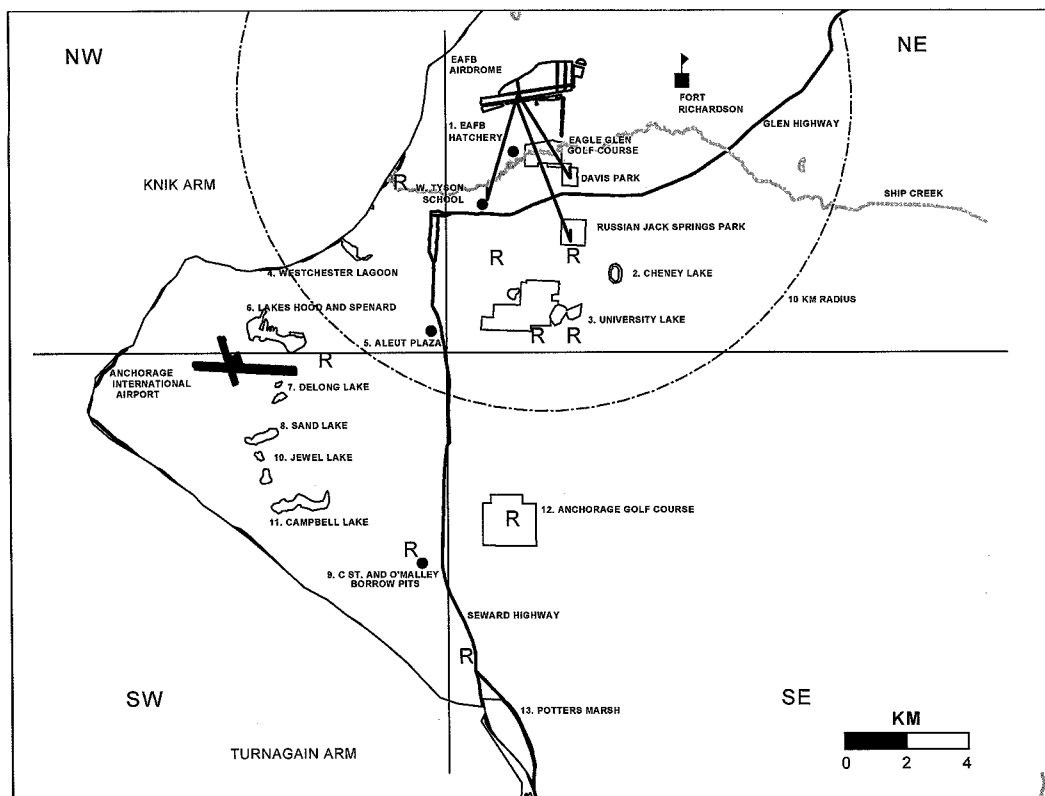 NW
NE
EAFB
AIRDROME
FORT
RICHARDSON
GLEN HIGHWAY
1. EAFB
HATCHERY
EAGLE GLEN
GOLF COURSE
DAVIS PARK
KNIK ARM
R
W. TYSON
SCHOOL
SHIP CREEK
RUSSIAN JACK SPRINGS PARK
R
R
4. WESTCHESTER LAGOON
2. CHENEY LAKE
10 KM RADIUS
6. LAKES HOOD AND SPENARD
3. UNIVERSITY LAKE
R
R
5. ALEUT PLAZA
R
ANCHORAGE
INTERNATIONAL
AIRPORT
7. DELONG LAKE
8. SAND LAKE
10. JEWEL LAKE
11. CAMPBELL LAKE
12. ANCHORAGE GOLF COURSE
R
R
9. C ST. AND O'MALLEY
BORROW PITS
SEWARD HIGHWAY
R
SW
SE
13. POTTERS MARSH
KM
TURNAGAIN ARM
0 2 4